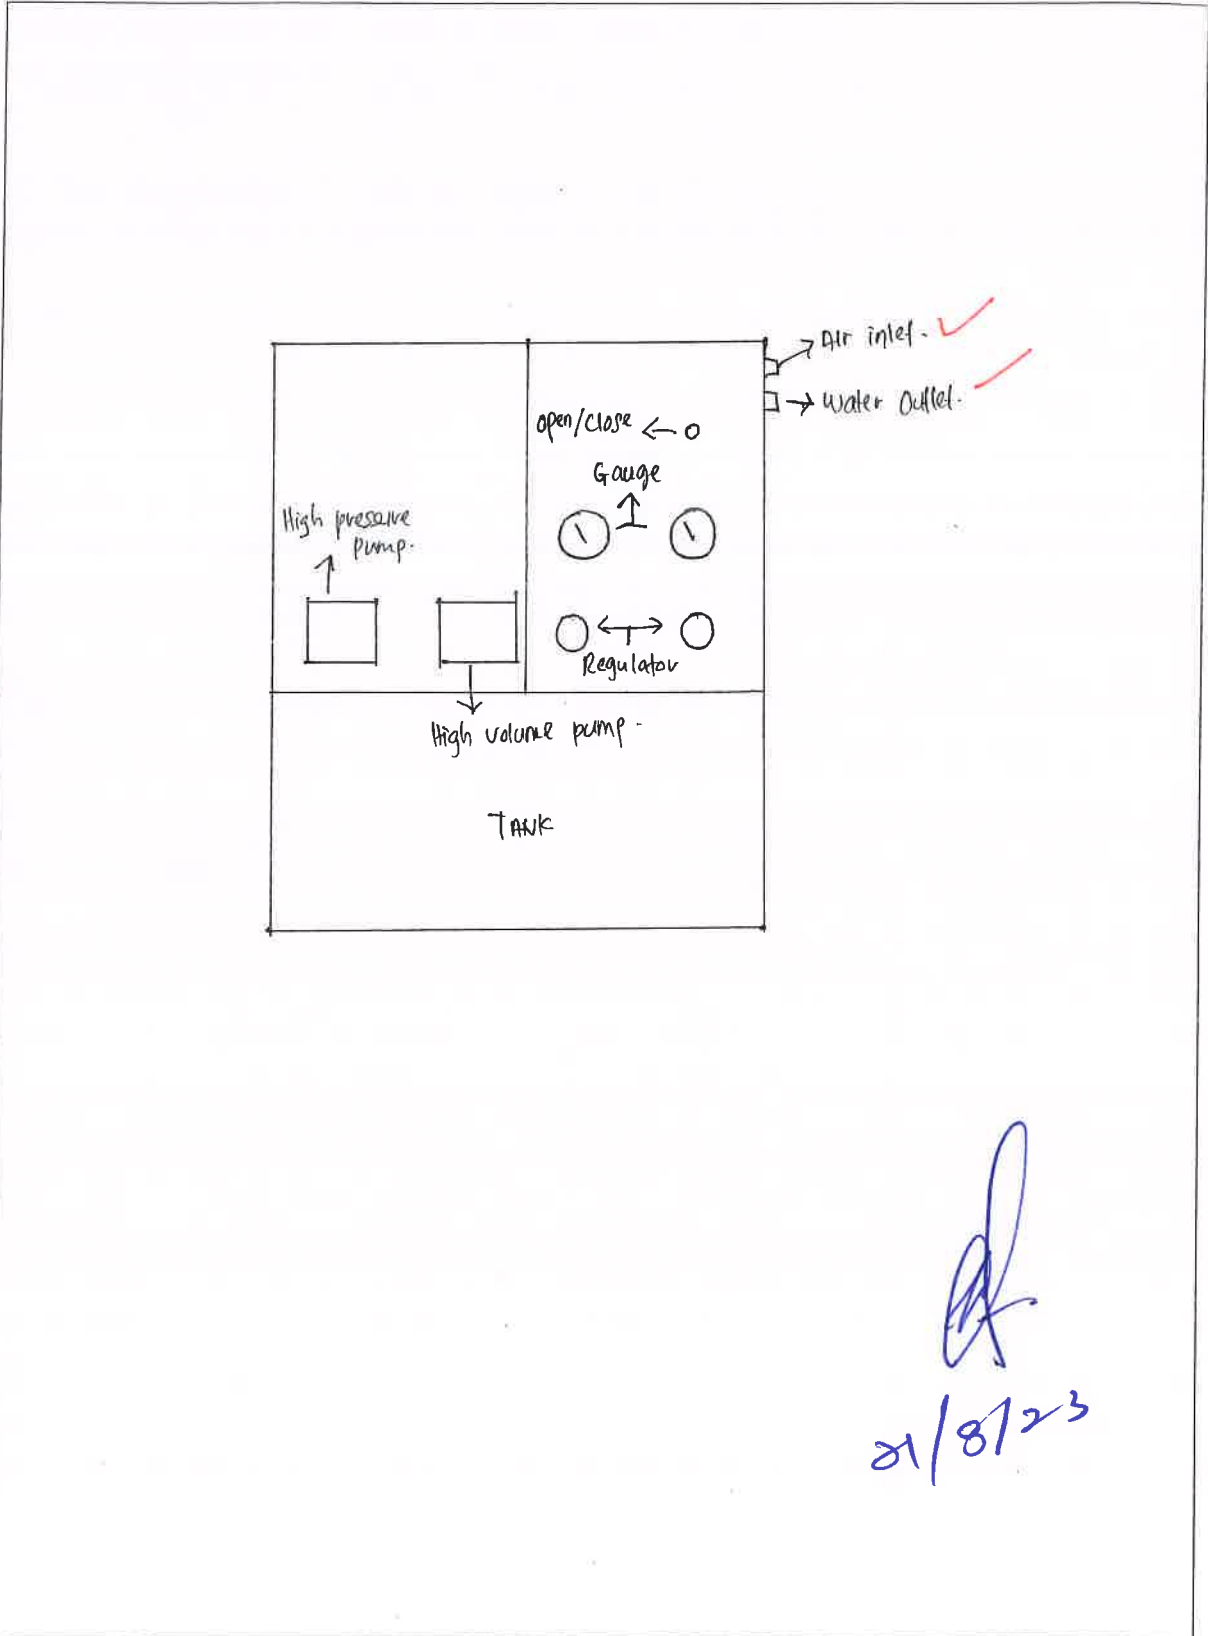 Air inlet.
Water Outlet.
open/close
Gauge
High pressure
pump.
Regulator
High volume pump.
TANK
21/8/23